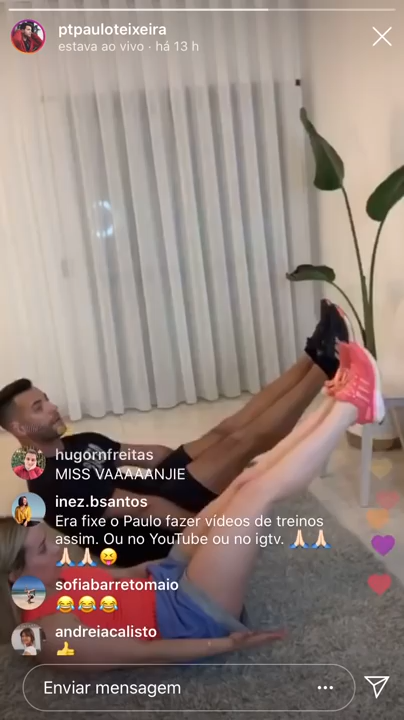 ptpauloteixeira
estava ao vivo · há 13 h
hugornfreitas
MISS VAAAAANJIE
inez.bsantos
Era fixe o Paulo fazer vídeos de treinos
assim. Ou no YouTube ou no igtv. 🙏🏻🙏🏻
🙏🏻🙏🏻😝
sofiabarretomaio
😂😂😂
andreiacalisto
👍
Enviar mensagem